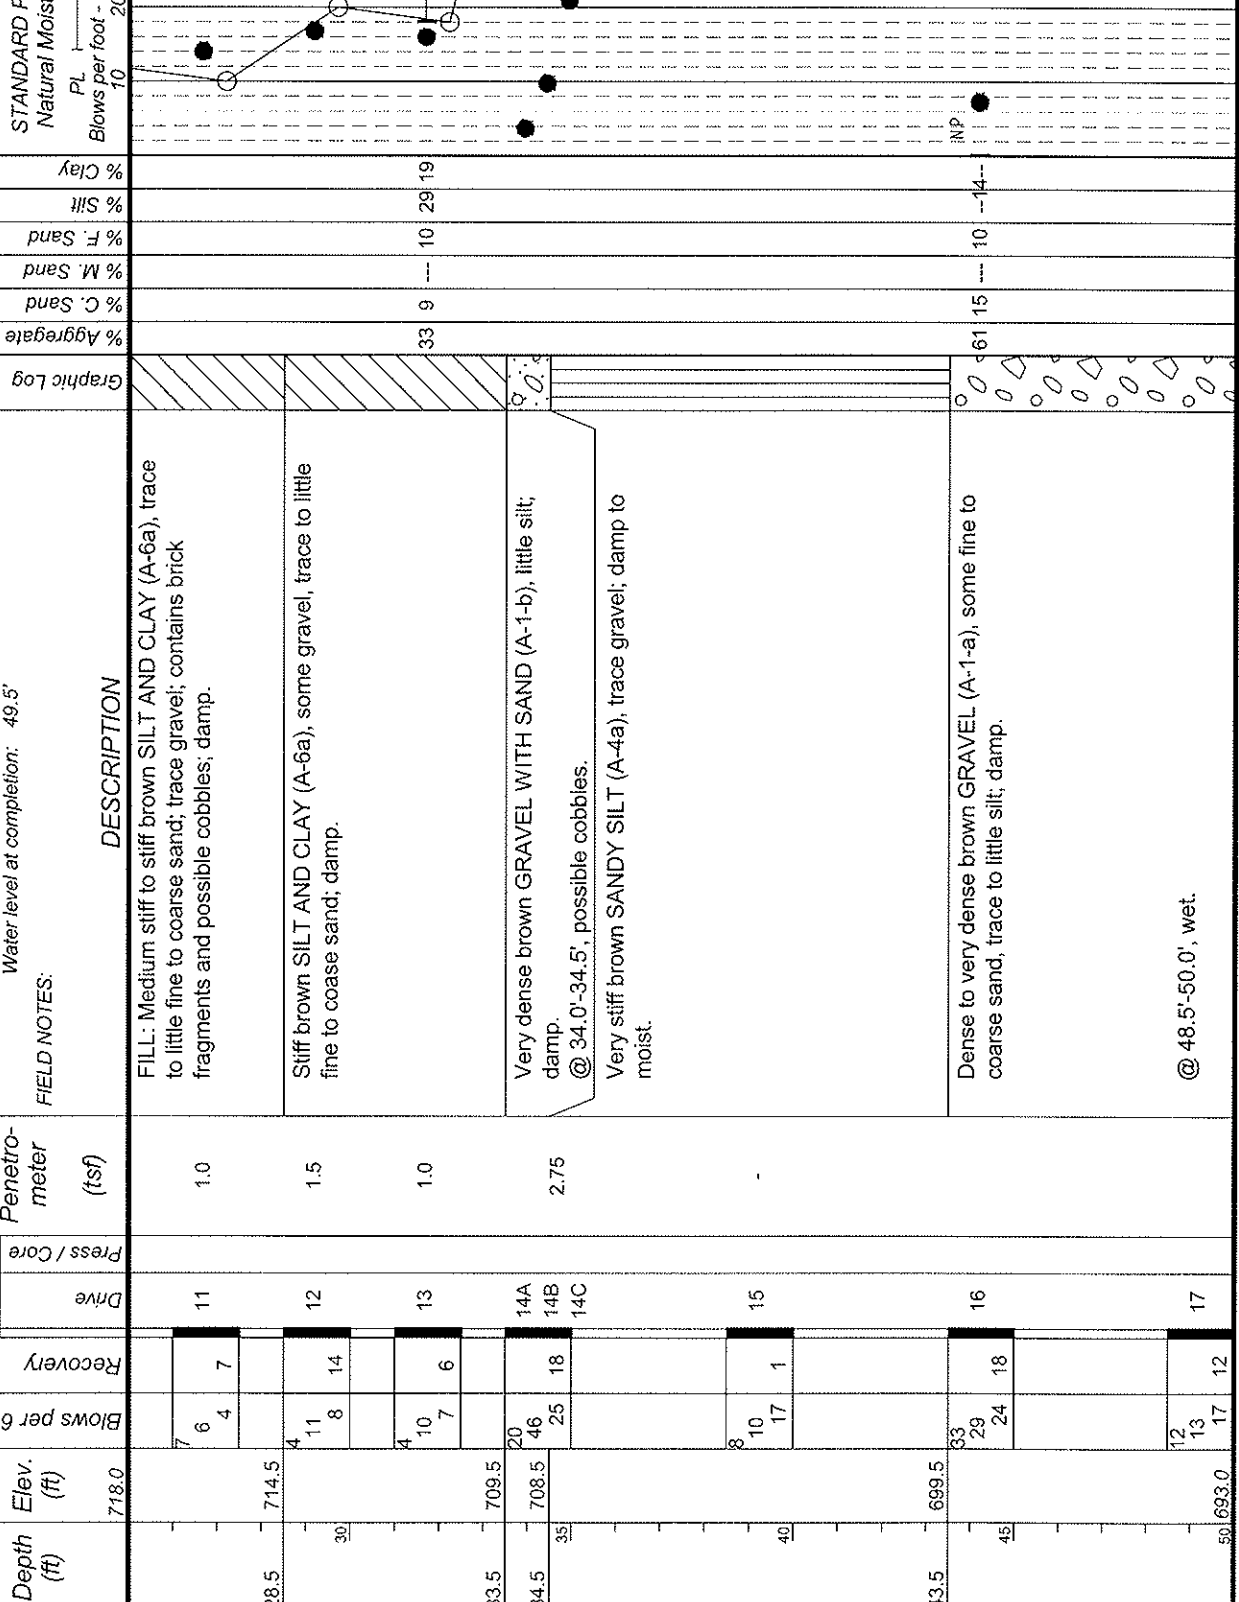 Water level at completion: 49.5'
FIELD NOTES:
DESCRIPTION
Depth (ft)
Elev. (ft)
Blows per 6
Recovery
Drive
Press / Core
Penetro-
meter
(tsf)
Graphic Log
% Aggregate
% C. Sand
% M. Sand
% F. Sand
% Silt
% Clay
STANDARD
Natural Moist
PL
Blows per foot -
10
20
718.0
FILL: Medium stiff to stiff brown SILT AND CLAY (A-6a), trace
to little fine to coarse sand; trace gravel; contains brick
fragments and possible cobbles; damp.
7 6 4 7 11 1.0
714.5
Stiff brown SILT AND CLAY (A-6a), some gravel, trace to little
fine to coase sand; damp.
4 11 8 14 12 1.5
30
4 10 7 6 13 1.0 33 9 --- 10 29 19
709.5
Very dense brown GRAVEL WITH SAND (A-1-b), little silt;
damp.
@ 34.0'-34.5', possible cobbles.
20 46 25 18 14A 14B 14C 2.75
708.5
35
Very stiff brown SANDY SILT (A-4a), trace gravel; damp to
moist.
8 10 17 1 15 -
40
699.5
Dense to very dense brown GRAVEL (A-1-a), some fine to
coarse sand, trace to little silt; damp.
33 29 24 18 16 61 15 --- 10 --14-- NP
45
@ 48.5'-50.0', wet.
12 13 17 12 17
50 693.0